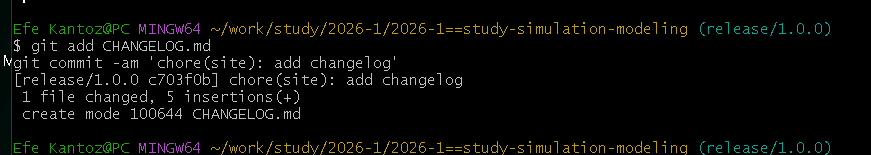 Efe Kantoz@PC MINGW64 ~/work/study/2026-1/2026-1==study-simulation-modeling (release/1.0.0)
$ git add CHANGELOG.md
git commit -am 'chore(site): add changelog'
[release/1.0.0 c703f0b] chore(site): add changelog
 1 file changed, 5 insertions(+)
 create mode 100644 CHANGELOG.md

Efe Kantoz@PC MINGW64 ~/work/study/2026-1/2026-1==study-simulation-modeling (release/1.0.0)